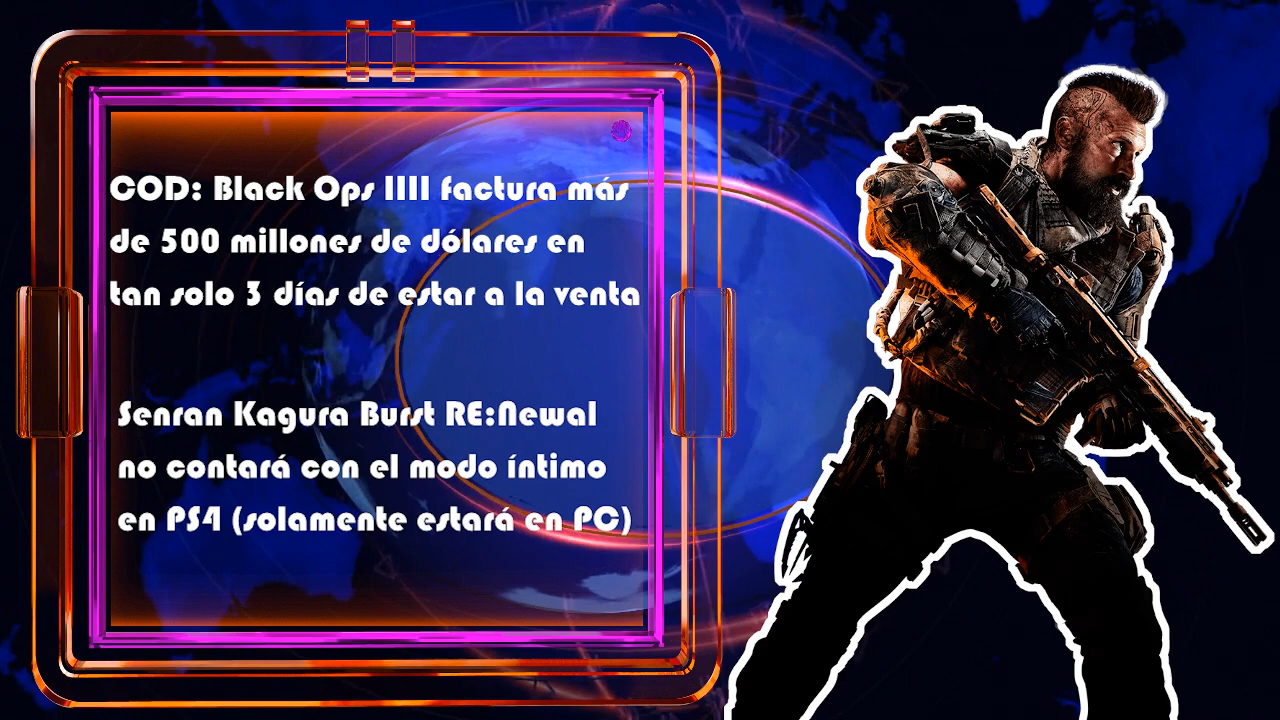 COD: Black Ops IIII factura más
de 500 millones de dólares en
tan solo 3 días de estar a la venta
Senran Kagura Burst RE:Newal
no contará con el modo íntimo
en PS4 (solamente estará en PC)